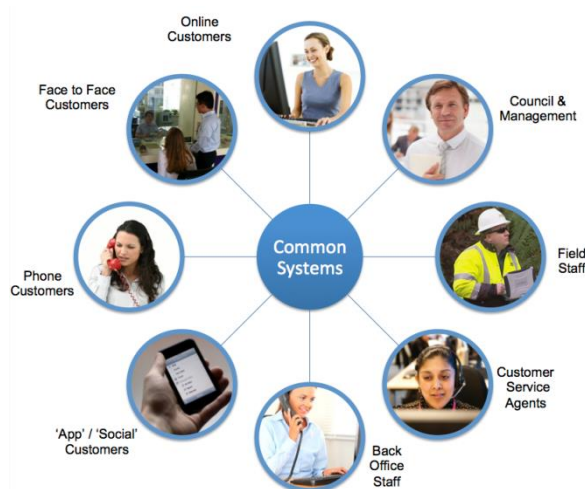 Online
Customers
Face to Face
Customers
Council &
Management
Common
Systems
Field
Staff
Phone
Customers
Customer
Service
Agents
'App' / 'Social'
Customers
Back
Office
Staff